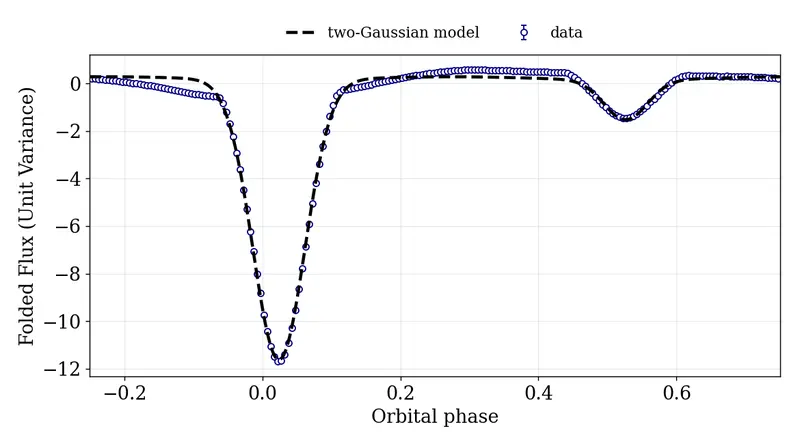 two-Gaussian model data
0
−2
−4
−6
−8
−10
−12
Folded Flux (Unit Variance)
−0.2 0.0 0.2 0.4 0.6
Orbital phase